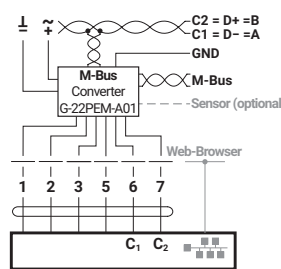 ⊥ ~
= +
C2 = D+ =B
C1 = D− =A
GND
M-Bus
Converter
G-22PEM-A01
M-Bus
Sensor (optional
Web-Browser
1 2 3 5 6 7
C₁ C₂